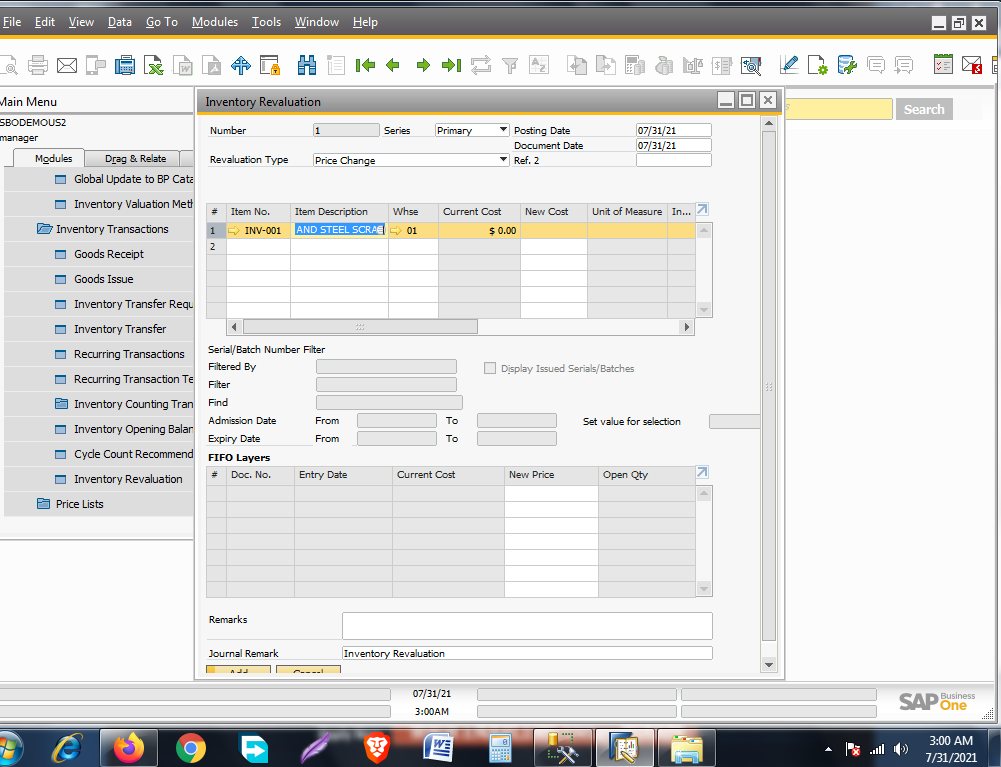 File Edit View Data Go To Modules Tools Window Help
Main Menu
SBODEMOUS2
manager
Modules Drag & Relate
Global Update to BP Cata
Inventory Valuation Meth
Inventory Transactions
Goods Receipt
Goods Issue
Inventory Transfer Requ
Inventory Transfer
Recurring Transactions
Recurring Transaction Te
Inventory Counting Tran
Inventory Opening Balan
Cycle Count Recommend
Inventory Revaluation
Price Lists
Search
Inventory Revaluation
Number 1 Series Primary Posting Date 07/31/21
Document Date 07/31/21
Revaluation Type Price Change Ref. 2
# Item No. Item Description Whse Current Cost New Cost Unit of Measure In...
1 INV-001 AND STEEL SCRAP 01 $ 0.00
2
Serial/Batch Number Filter
Filtered By Display Issued Serials/Batches
Filter
Find
Admission Date From To Set value for selection
Expiry Date From To
FIFO Layers
# Doc. No. Entry Date Current Cost New Price Open Qty
Remarks
Journal Remark Inventory Revaluation
Add Cancel
07/31/21
3:00AM
SAP Business One
3:00 AM
7/31/2021